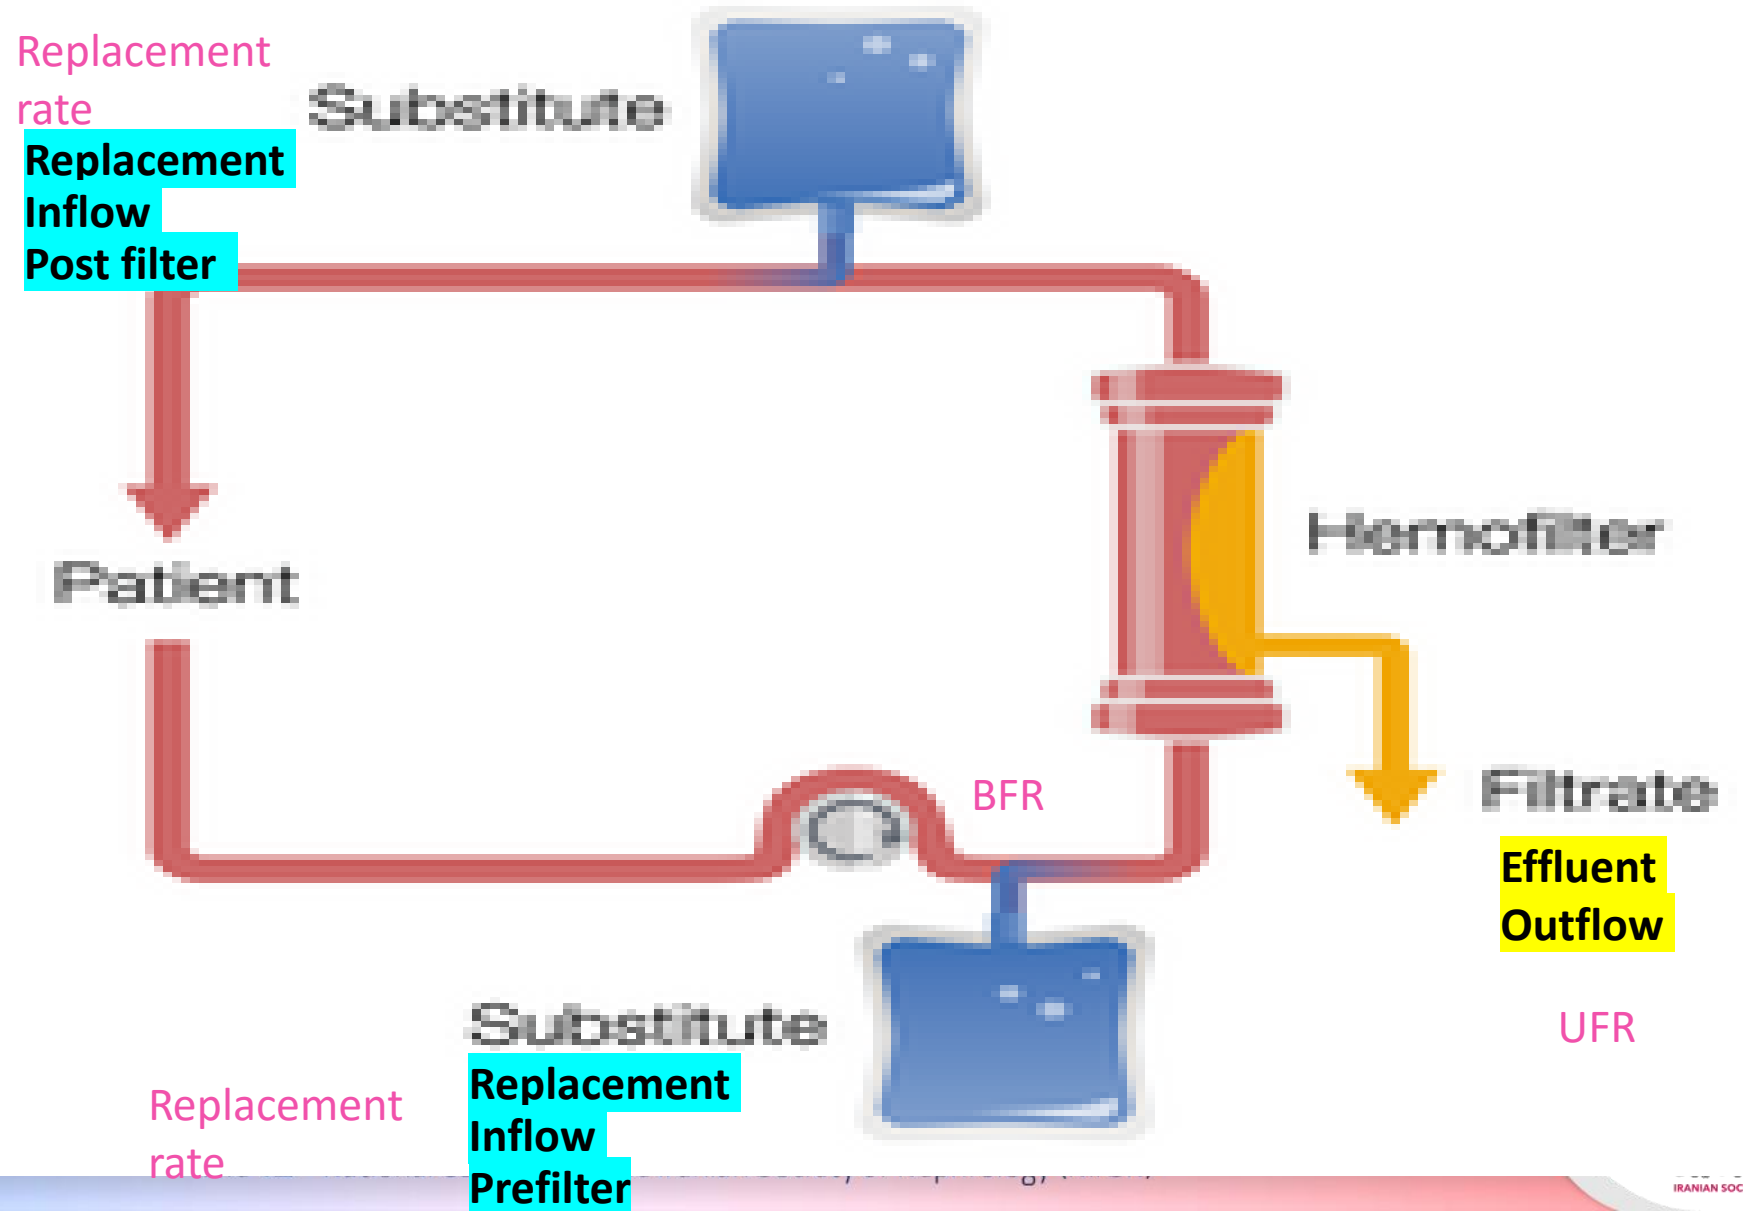 Replacement
rate
Substitute
Replacement
Inflow
Post filter
Hemofilter
Patient
BFR
Filtrate
Effluent
Outflow
UFR
Substitute
Replacement
Inflow
Prefilter
Replacement
rate
IRANIAN SOC